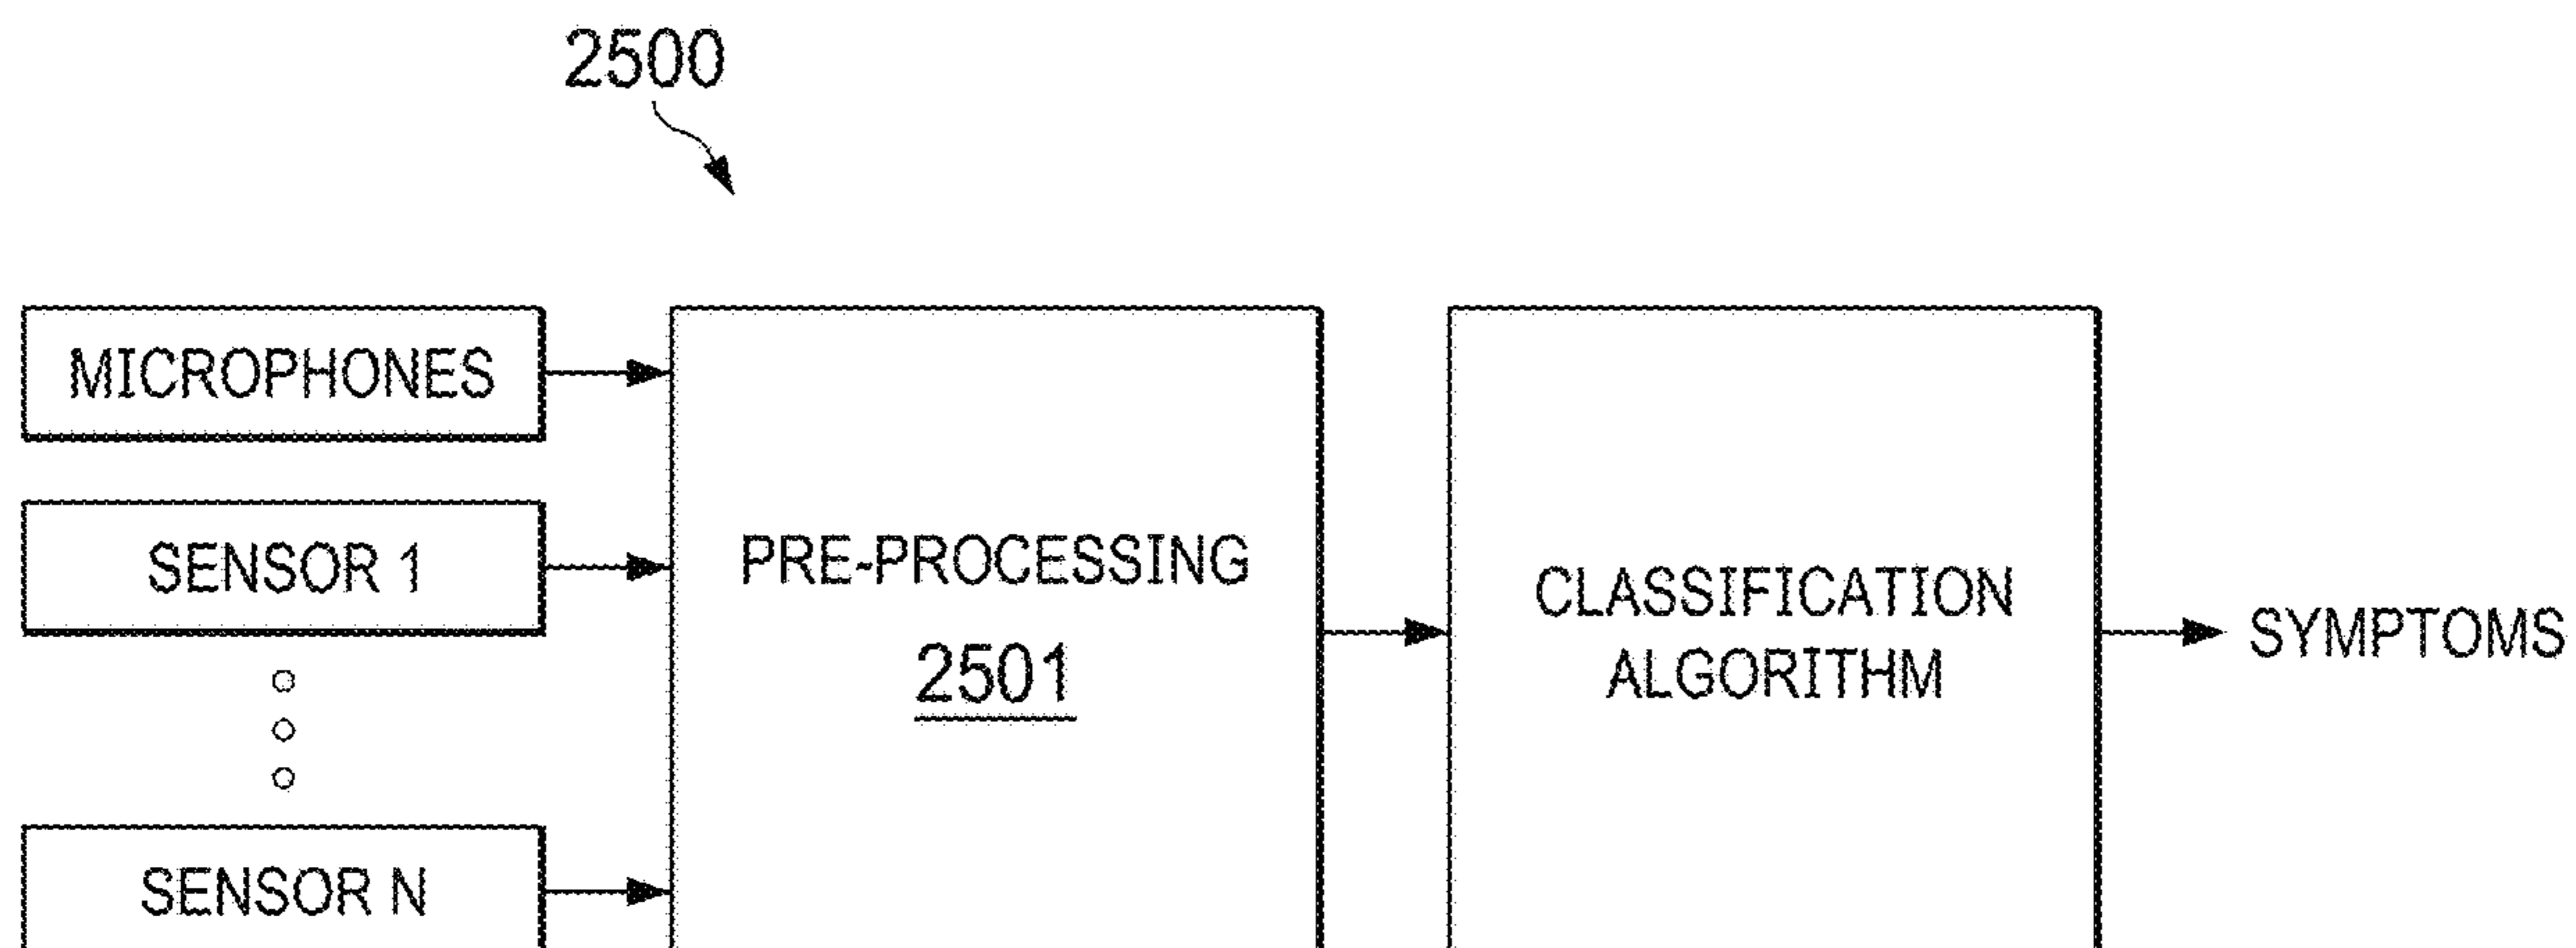 2500
MICROPHONES
SENSOR 1
SENSOR N
PRE-PROCESSING
2501
CLASSIFICATION
ALGORITHM
SYMPTOMS